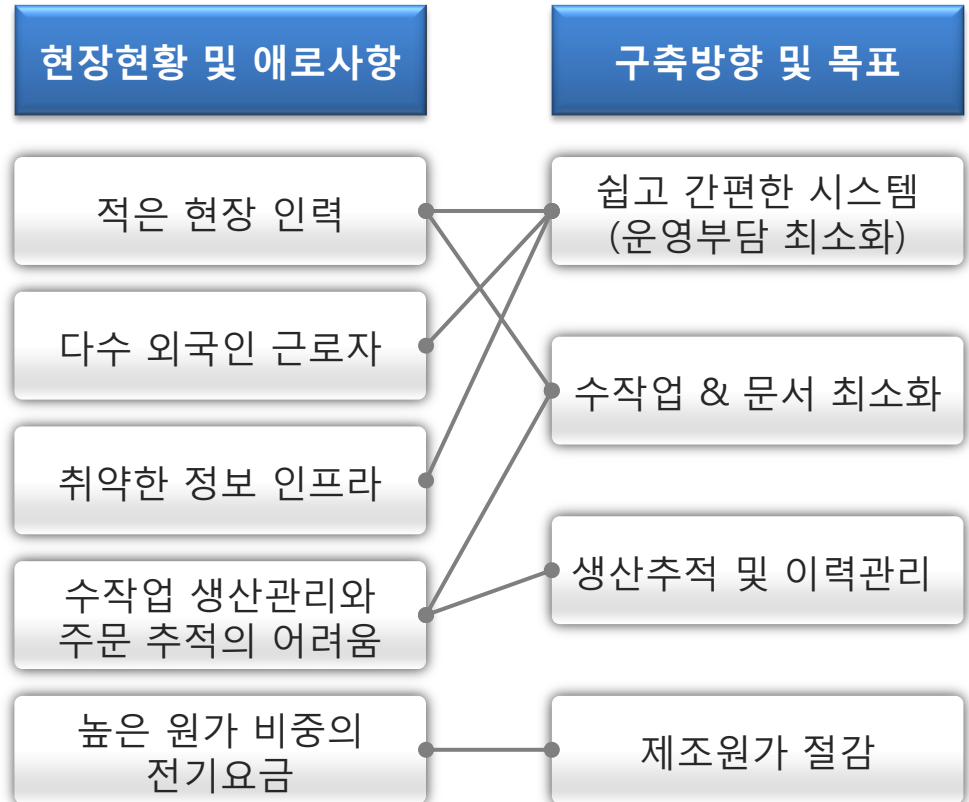 현장현황 및 애로사항
구축방향 및 목표
적은 현장 인력
쉽고 간편한 시스템
(운영부담 최소화)
다수 외국인 근로자
수작업 & 문서 최소화
취약한 정보 인프라
생산추적 및 이력관리
수작업 생산관리와
주문 추적의 어려움
높은 원가 비중의
전기요금
제조원가 절감